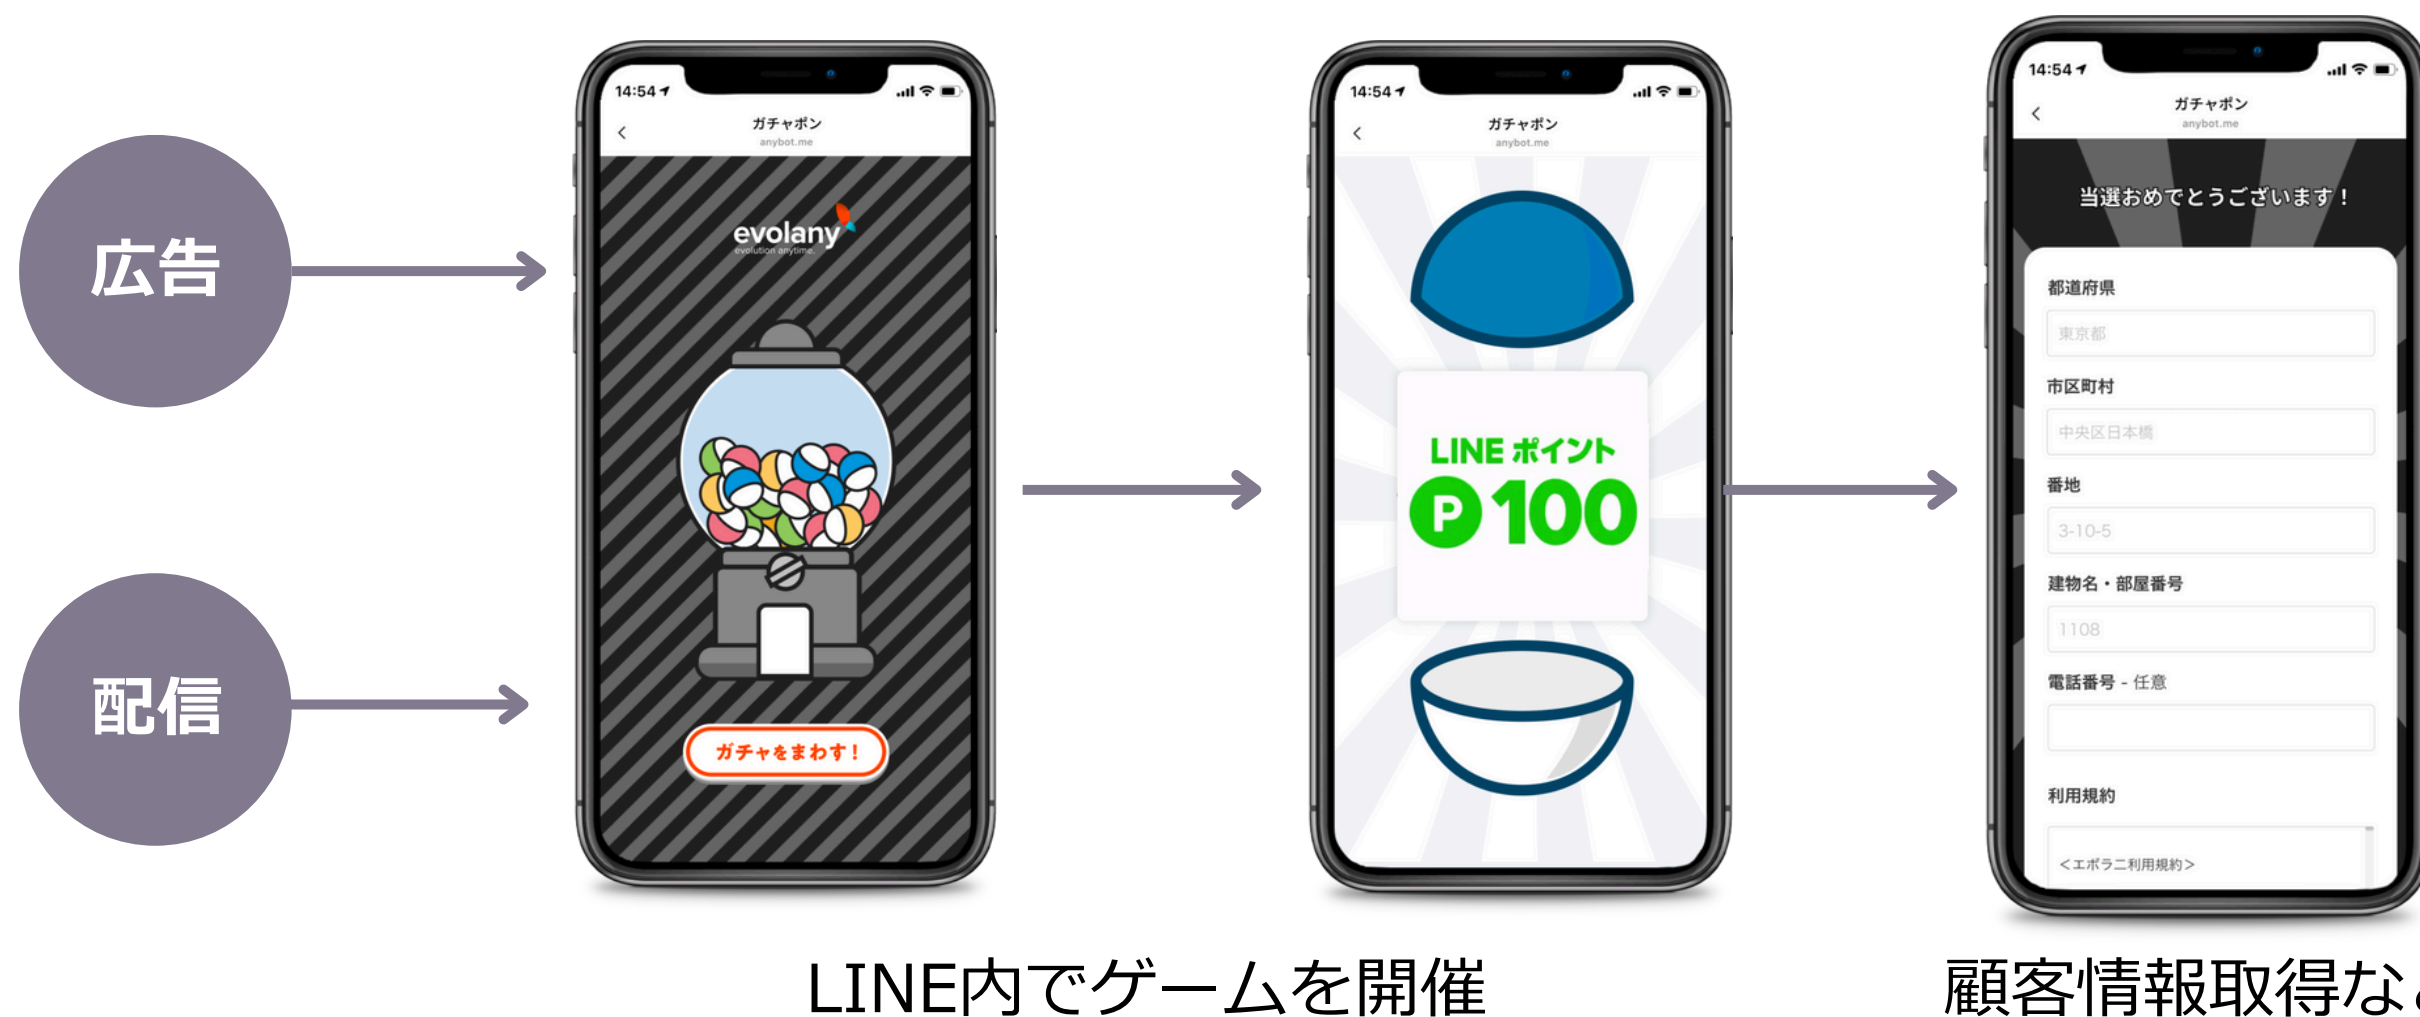 広告
配信
14:54
ガチャポン
anybot.me
evolany
evolution anytime.
ガチャをまわす!
14:54
ガチャポン
anybot.me
LINE ポイント
P 100
LINE内でゲームを開催
14:54
ガチャポン
anybot.me
当選おめでとうございます!
都道府県
東京都
市区町村
中央区日本橋
番地
3-10-5
建物名・部屋番号
1108
電話番号 - 任意
利用規約
<エボラニ利用規約>
顧客情報取得な